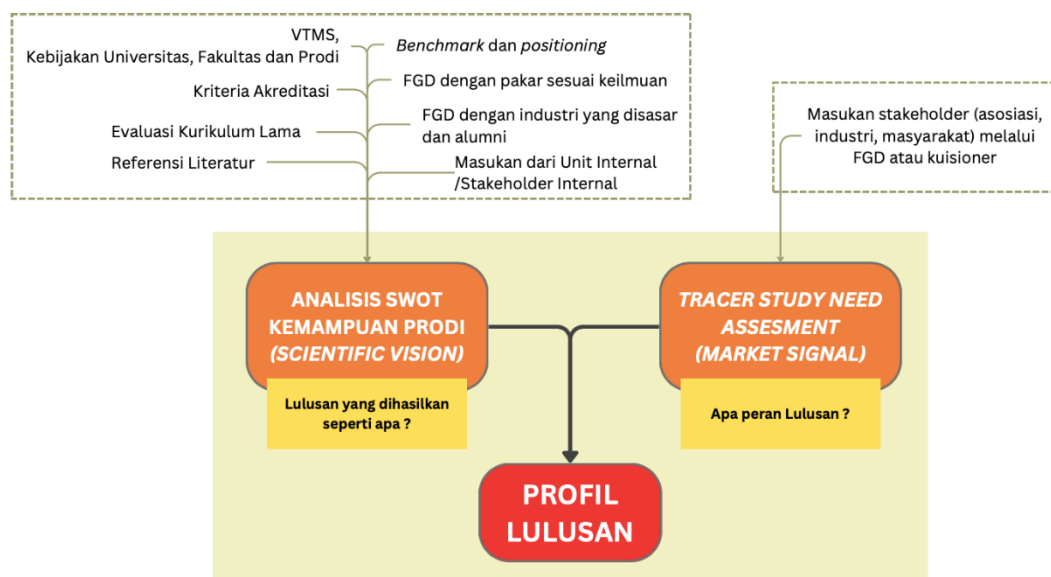 VTMS,
Kebijakan Universitas, Fakultas dan Prodi
Kriteria Akreditasi
Evaluasi Kurikulum Lama
Referensi Literatur
Benchmark dan positioning
FGD dengan pakar sesuai keilmuan
FGD dengan industri yang disasar
dan alumni
Masukan dari Unit Internal
/Stakeholder Internal
Masukan stakeholder (asosiasi,
industri, masyarakat) melalui
FGD atau kuisioner
ANALISIS SWOT
KEMAMPUAN PRODI
(SCIENTIFIC VISION)
Lulusan yang dihasilkan
seperti apa ?
TRACER STUDY NEED
ASSESMENT
(MARKET SIGNAL)
Apa peran Lulusan ?
PROFIL
LULUSAN